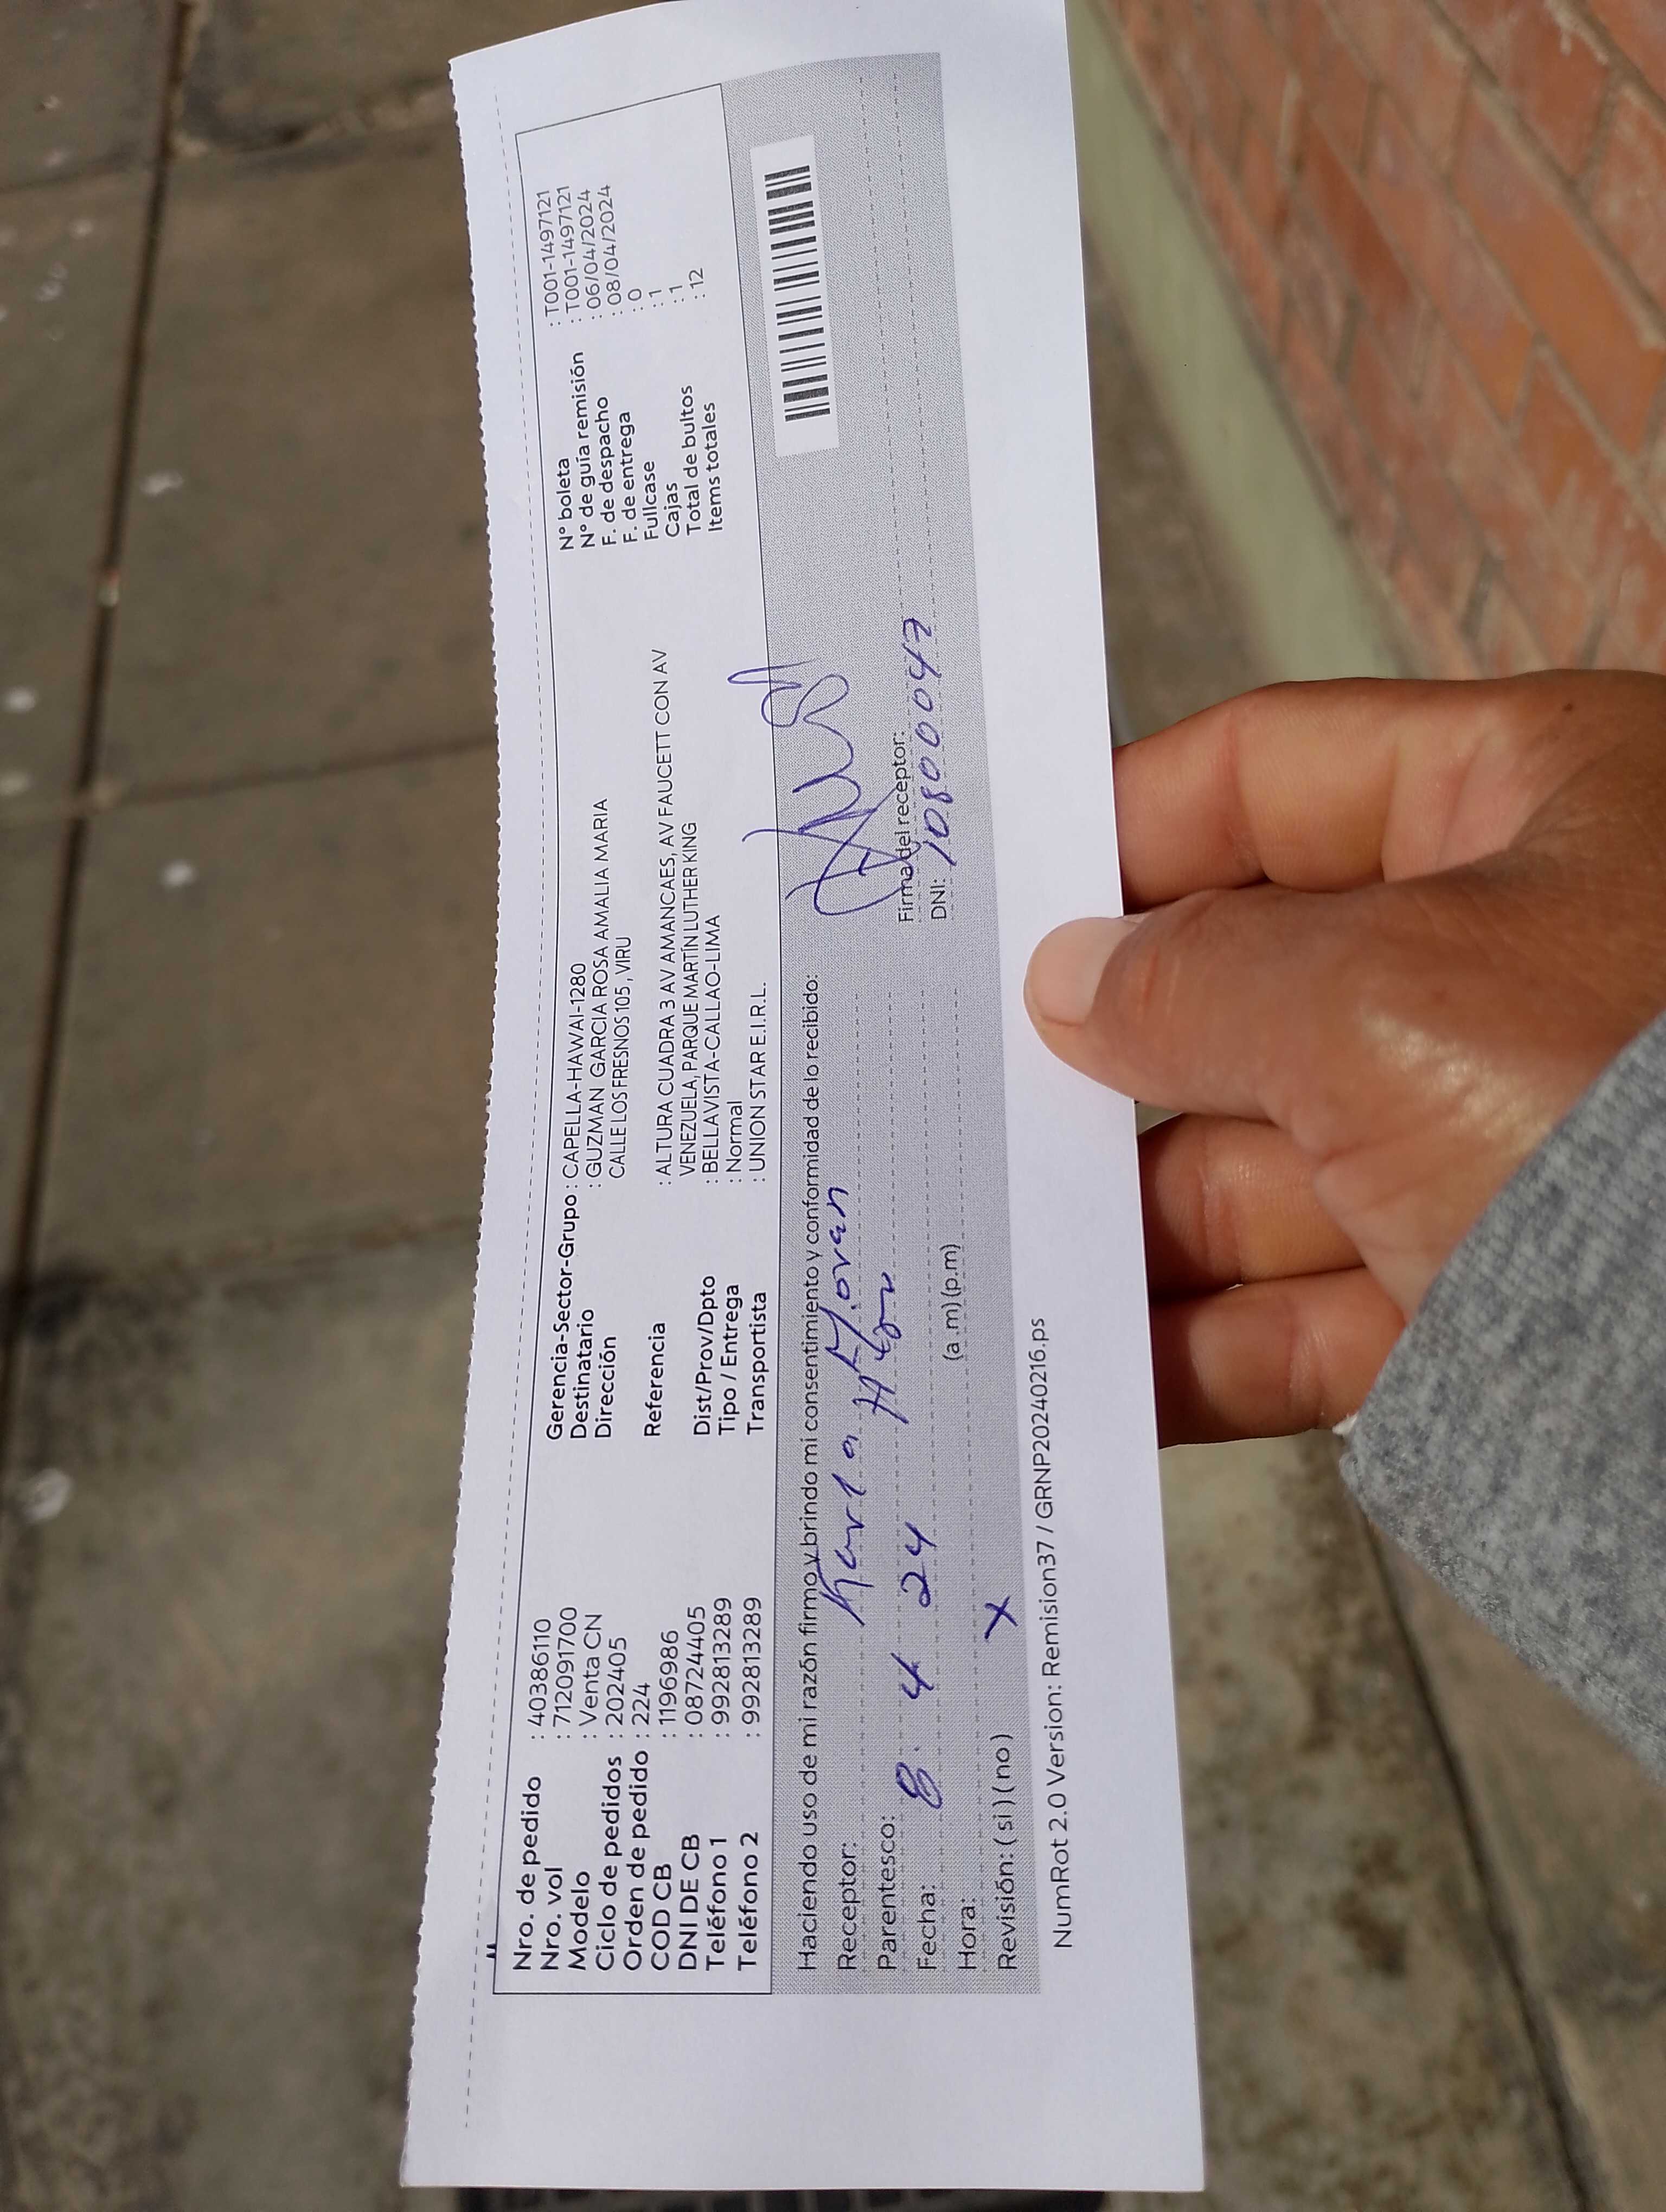 Nro. de pedido : 40386110
Nro. vol : 712091700
Modelo : Venta CN
Ciclo de pedidos : 202405
Orden de pedido : 224
COD CB : 1196986
DNI DE CB : 08724405
Teléfono 1 : 992813289
Teléfono 2 : 992813289
Gerencia-Sector-Grupo : CAPELLA-HAWAI-1280
Destinatario : GUZMAN GARCIA ROSA AMALIA MARIA
Dirección CALLE LOS FRESNOS 105 , VIRU
Referencia : ALTURA CUADRA 3 AV AMANCAES, AV FAUCETT CON AV
VENEZUELA, PARQUE MARTÍN LUTHER KING
Dist/Prov/Dpto : BELLAVISTA-CALLAO-LIMA
Tipo / Entrega : Normal
Transportista : UNION STAR E.I.R.L.
N° boleta : T001-1497121
N° de guía remisión : T001-1497121
F. de despacho : 06/04/2024
F. de entrega : 08/04/2024
Fullcase : 0
Cajas : 1
Total de bultos : 1
Items totales : 12
Haciendo uso de mi razón firmo y brindo mi consentimiento y conformidad de lo recibido:
Receptor: Karla Moran
Parentesco:
Fecha: 8. 4 24
Hora: (a .m) (p.m)
Revisión: ( si ) ( no ) X
Firma del receptor:
DNI: 10800047
NumRot 2.0 Version: Remision37 / GRNP20240216.ps